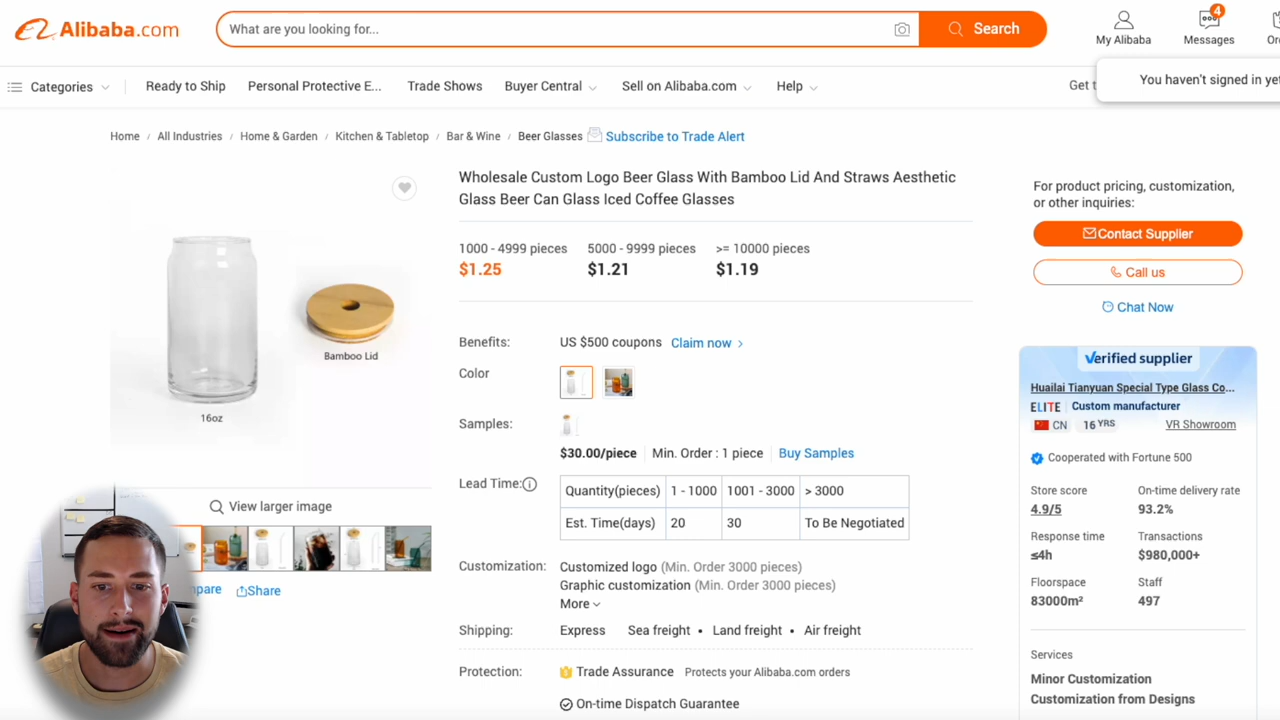 Alibaba.com
What are you looking for...
Search
My Alibaba
4
Messages
Categories
Ready to Ship
Personal Protective E...
Trade Shows
Buyer Central
Sell on Alibaba.com
Help
Get
You haven't signed in yet
Home / All Industries / Home & Garden / Kitchen & Tabletop / Bar & Wine / Beer Glasses
Subscribe to Trade Alert
Wholesale Custom Logo Beer Glass With Bamboo Lid And Straws Aesthetic
Glass Beer Can Glass Iced Coffee Glasses
1000 - 4999 pieces 5000 - 9999 pieces >= 10000 pieces
$1.25 $1.21 $1.19
Bamboo Lid
16oz
View larger image
Share
Benefits: US $500 coupons Claim now >
Color
Samples:
$30.00/piece Min. Order : 1 piece Buy Samples
Lead Time:
Quantity(pieces) 1 - 1000 1001 - 3000 > 3000
Est. Time(days) 20 30 To Be Negotiated
Customization: Customized logo (Min. Order 3000 pieces)
Graphic customization (Min. Order 3000 pieces)
More
Shipping: Express Sea freight • Land freight • Air freight
Protection: Trade Assurance Protects your Alibaba.com orders
On-time Dispatch Guarantee
For product pricing, customization,
or other inquiries:
Contact Supplier
Call us
Chat Now
Verified supplier
Huailai Tianyuan Special Type Glass Co...
ELITE Custom manufacturer
CN 16 YRS VR Showroom
Cooperated with Fortune 500
Store score On-time delivery rate
4.9/5 93.2%
Response time Transactions
≤4h $980,000+
Floorspace Staff
83000m² 497
Services
Minor Customization
Customization from Designs